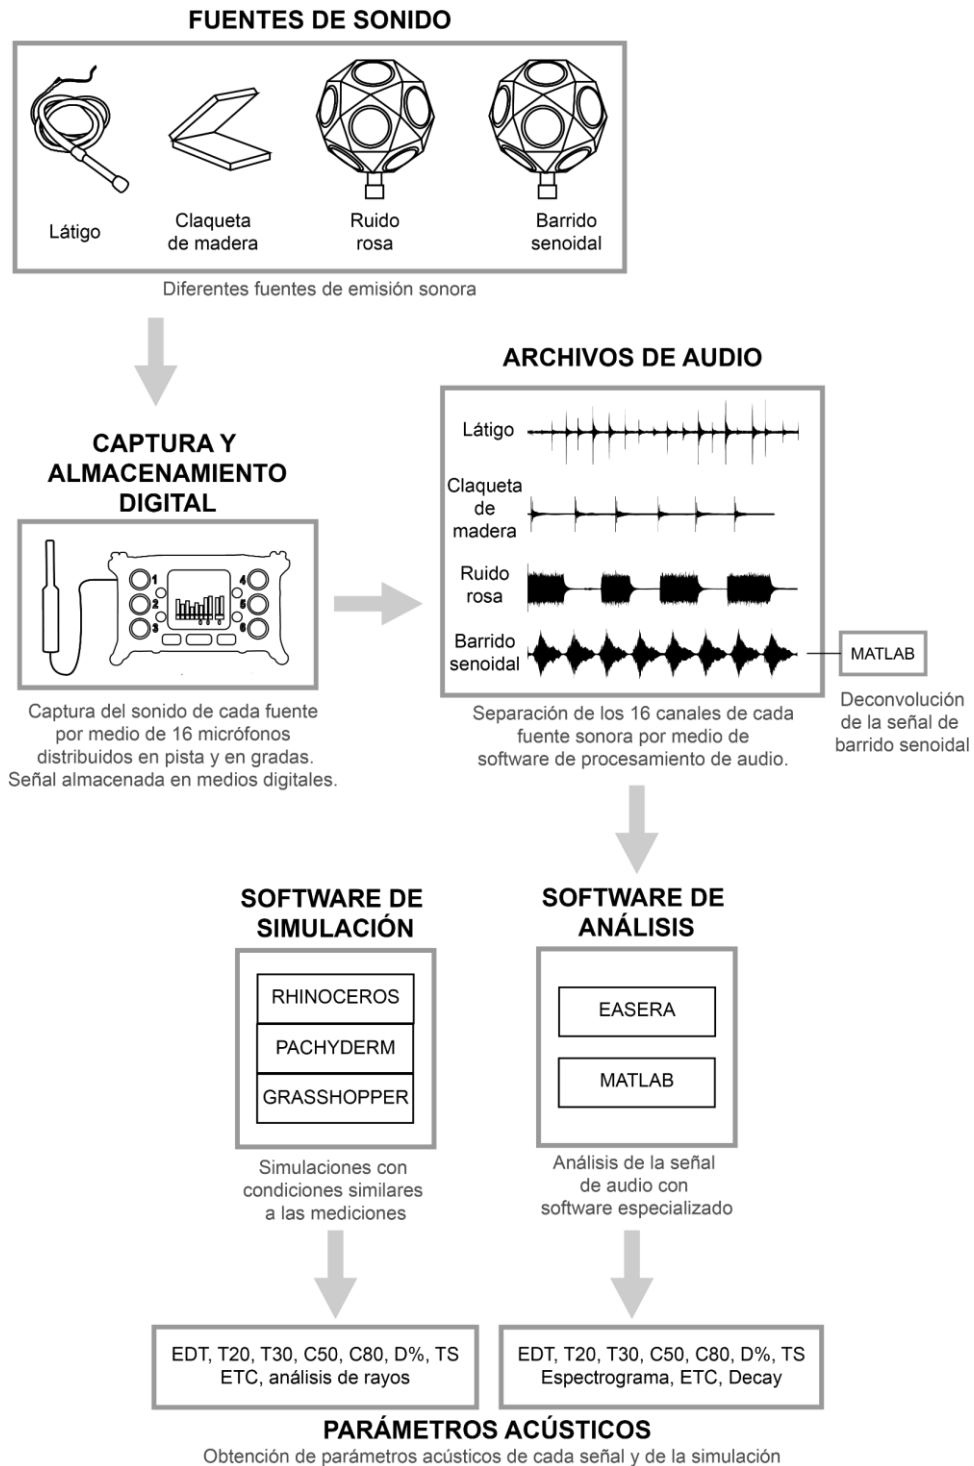 FUENTES DE SONIDO
Látigo
Claqueta
de madera
Ruido
rosa
Barrido
senoidal
Diferentes fuentes de emisión sonora
CAPTURA Y
ALMACENAMIENTO
DIGITAL
1
2
3
4
5
6
Captura del sonido de cada fuente
por medio de 16 micrófonos
distribuidos en pista y en gradas.
Señal almacenada en medios digitales.
ARCHIVOS DE AUDIO
Látigo
Claqueta
de
madera
Ruido
rosa
Barrido
senoidal
Separación de los 16 canales de cada
fuente sonora por medio de
software de procesamiento de audio.
MATLAB
Deconvolución
de la señal de
barrido senoidal
SOFTWARE DE
SIMULACIÓN
RHINOCEROS
PACHYDERM
GRASSHOPPER
Simulaciones con
condiciones similares
a las mediciones
SOFTWARE DE
ANÁLISIS
EASERA
MATLAB
Análisis de la señal
de audio con
software especializado
EDT, T20, T30, C50, C80, D%, TS
ETC, análisis de rayos
EDT, T20, T30, C50, C80, D%, TS
Espectrograma, ETC, Decay
PARÁMETROS ACÚSTICOS
Obtención de parámetros acústicos de cada señal y de la simulación